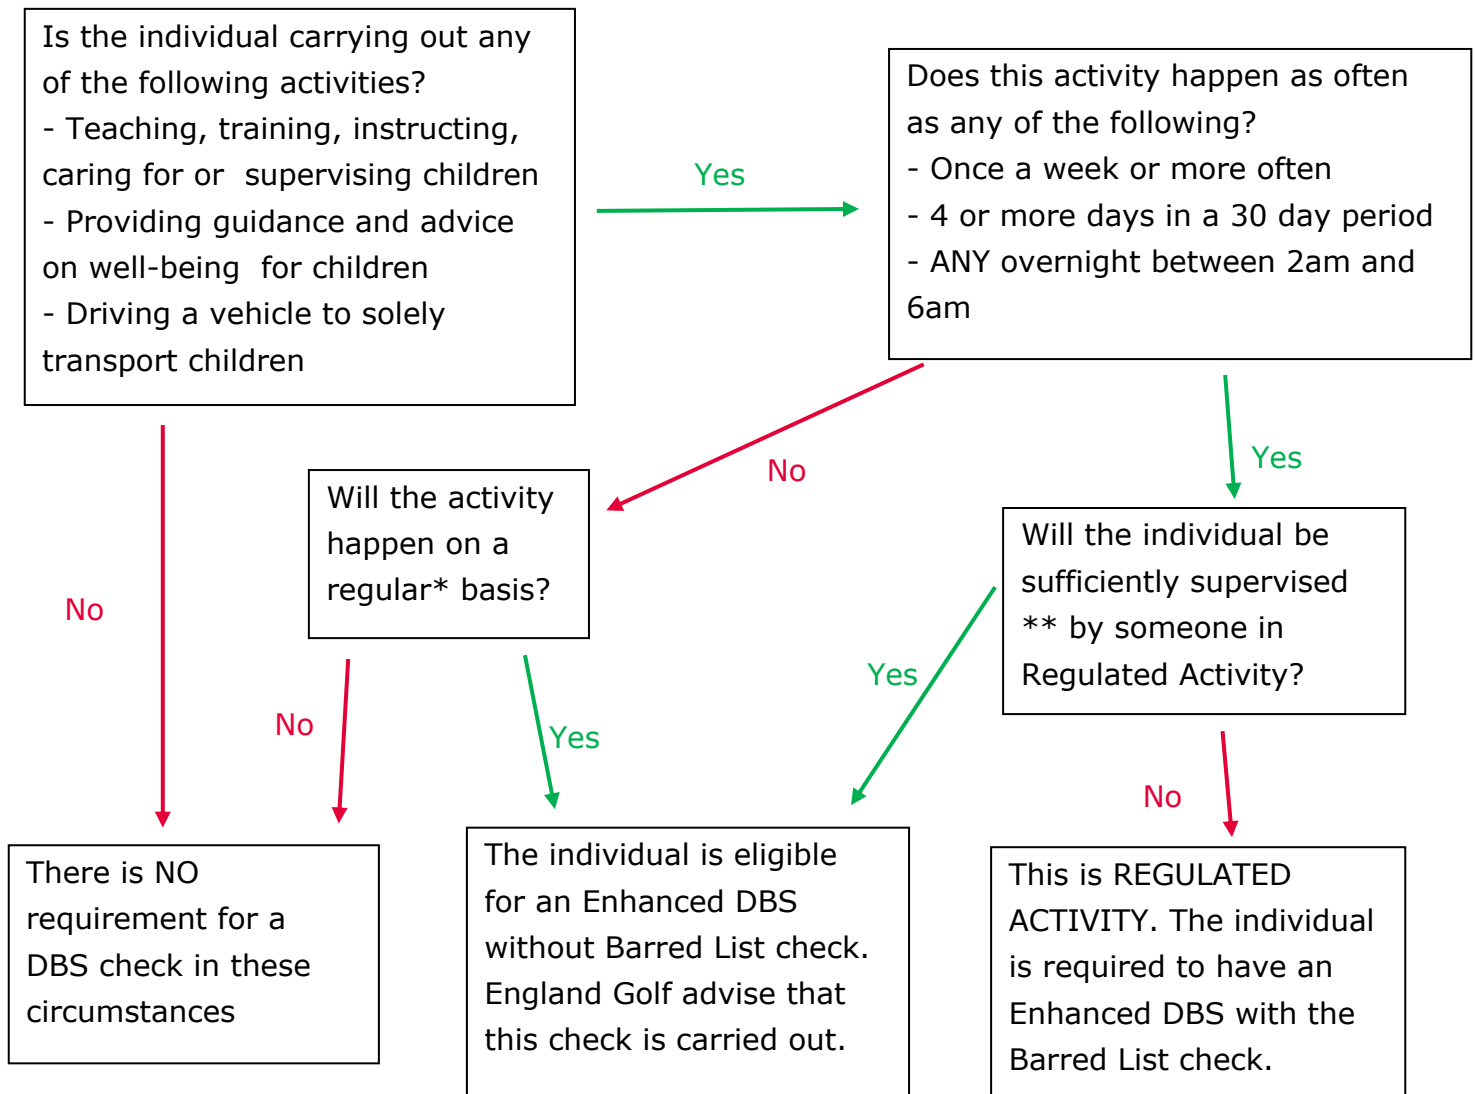 Is the individual carrying out any
of the following activities?
- Teaching, training, instructing,
caring for or  supervising children
- Providing guidance and advice
on well-being  for children
- Driving a vehicle to solely
transport children
Yes
Does this activity happen as often
as any of the following?
- Once a week or more often
- 4 or more days in a 30 day period
- ANY overnight between 2am and
6am
No
No
Yes
Will the activity
happen on a
regular* basis?
Will the individual be
sufficiently supervised
** by someone in
Regulated Activity?
No
Yes
Yes
No
There is NO
requirement for a
DBS check in these
circumstances
The individual is eligible
for an Enhanced DBS
without Barred List check.
England Golf advise that
this check is carried out.
This is REGULATED
ACTIVITY. The individual
is required to have an
Enhanced DBS with the
Barred List check.